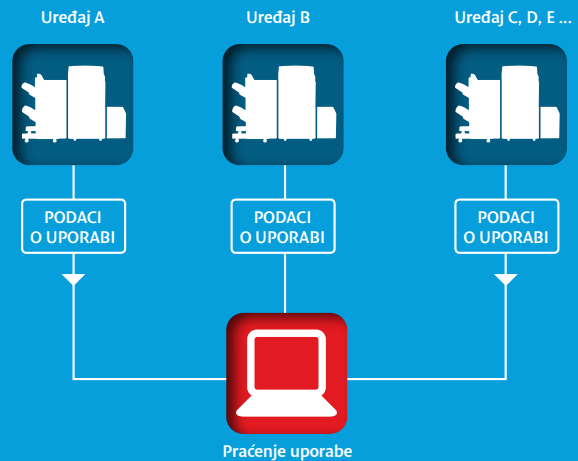 Uređaj A
Uređaj B
Uređaj C, D, E ...
PODACI
O UPORABI
PODACI
O UPORABI
PODACI
O UPORABI
Praćenje uporabe